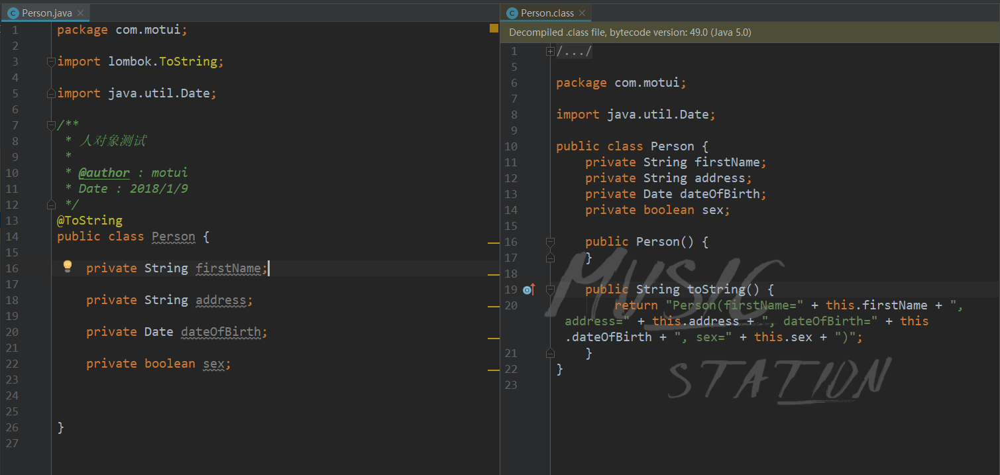 Person.java
1 package com.motui;
2
3 import lombok.ToString;
4
5 import java.util.Date;
6
7 /**
8 * 人对象测试
9 *
10 * @author : motui
11 * Date : 2018/1/9
12 */
13 @ToString
14 public class Person {
15
16 private String firstName;
17
18 private String address;
19
20 private Date dateOfBirth;
21
22 private boolean sex;
23
24
25
26 }
27
Person.class
Decompiled .class file, bytecode version: 49.0 (Java 5.0)
1 /.../
5
6 package com.motui;
7
8 import java.util.Date;
9
10 public class Person {
11 private String firstName;
12 private String address;
13 private Date dateOfBirth;
14 private boolean sex;
15
16 public Person() {
17 }
18
19 public String toString() {
20 return "Person(firstName=" + this.firstName + ",
address=" + this.address + ", dateOfBirth=" + this
.dateOfBirth + ", sex=" + this.sex + ")";
21 }
22 }
23
MUSIC
STATION